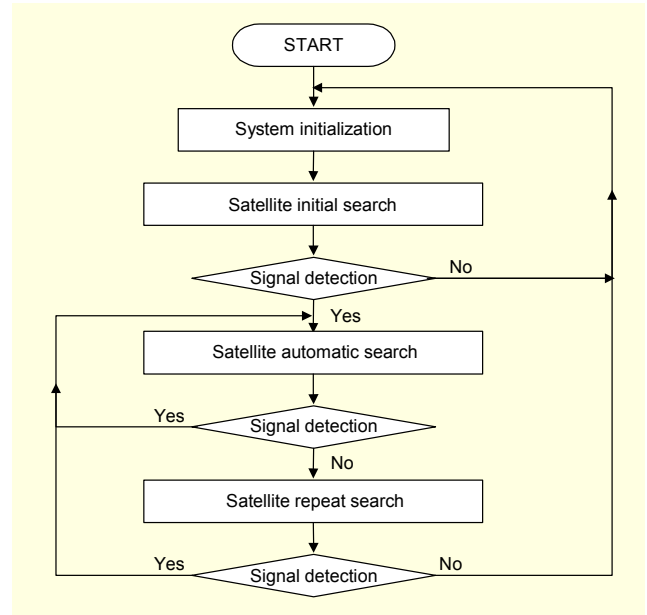 START
System initialization
Satellite initial search
Signal detection
No
Yes
Satellite automatic search
Yes
Signal detection
No
Satellite repeat search
Yes
Signal detection
No